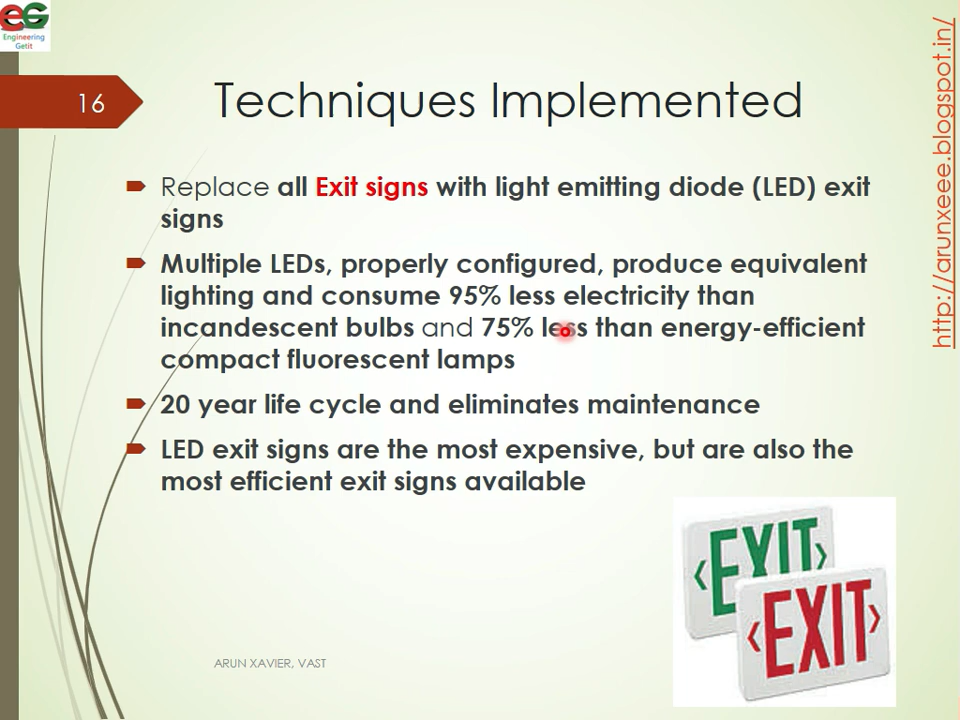 EG
Engineering
Getit
http://arunxeee.blogspot.in/
16
Techniques Implemented
Replace all Exit signs with light emitting diode (LED) exit
signs
Multiple LEDs, properly configured, produce equivalent
lighting and consume 95% less electricity than
incandescent bulbs and 75% less than energy-efficient
compact fluorescent lamps
20 year life cycle and eliminates maintenance
LED exit signs are the most expensive, but are also the
most efficient exit signs available
EXIT
EXIT
ARUN XAVIER, VAST